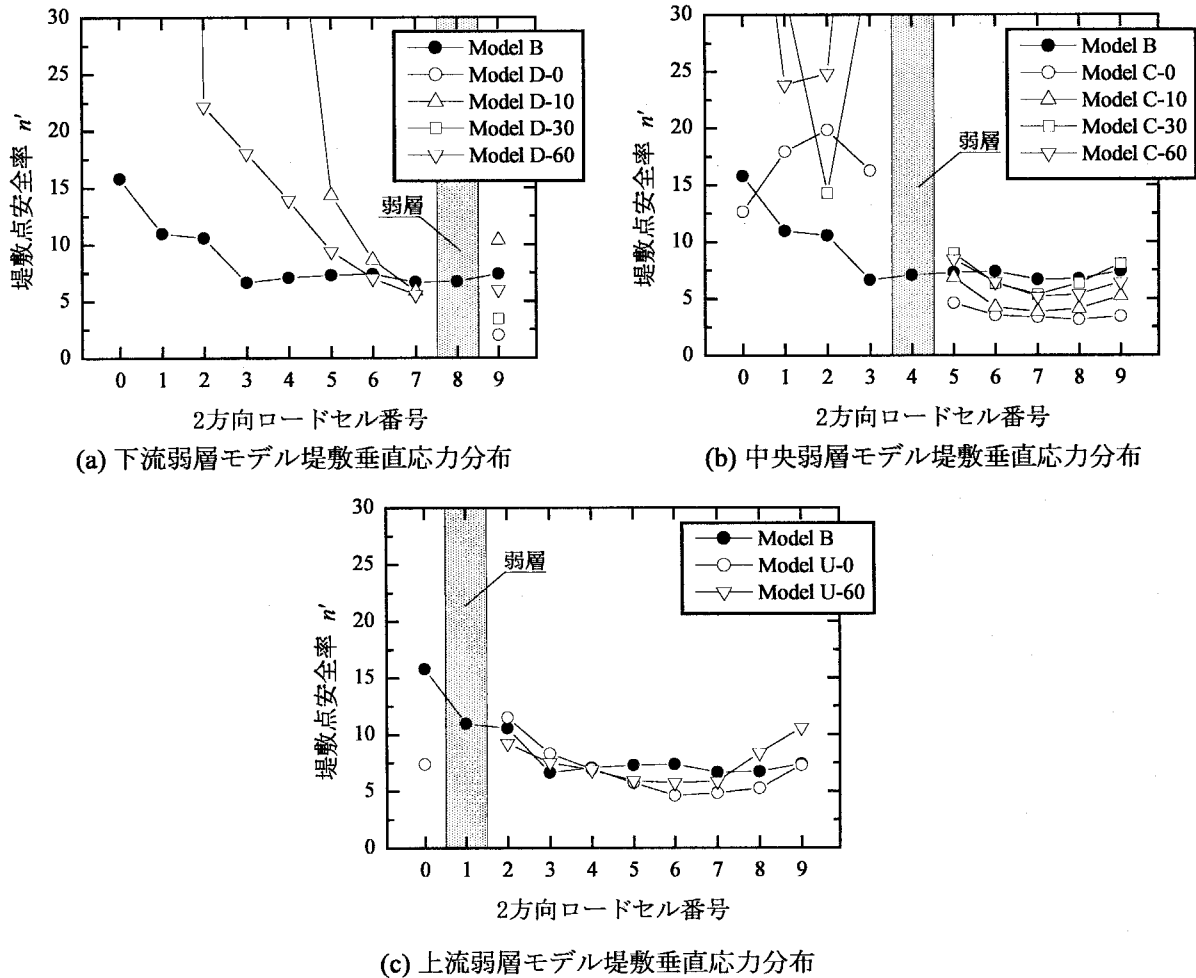 30
25
20
15
10
5
0
堤敷点安全率 n′
Model B
Model D-0
Model D-10
Model D-30
Model D-60
弱層
0 1 2 3 4 5 6 7 8 9
2方向ロードセル番号
(a) 下流弱層モデル堤敷垂直応力分布
30
25
20
15
10
5
0
堤敷点安全率 n′
Model B
Model C-0
Model C-10
Model C-30
Model C-60
弱層
0 1 2 3 4 5 6 7 8 9
2方向ロードセル番号
(b) 中央弱層モデル堤敷垂直応力分布
30
25
20
15
10
5
0
堤敷点安全率 n′
Model B
Model U-0
Model U-60
弱層
0 1 2 3 4 5 6 7 8 9
2方向ロードセル番号
(c) 上流弱層モデル堤敷垂直応力分布